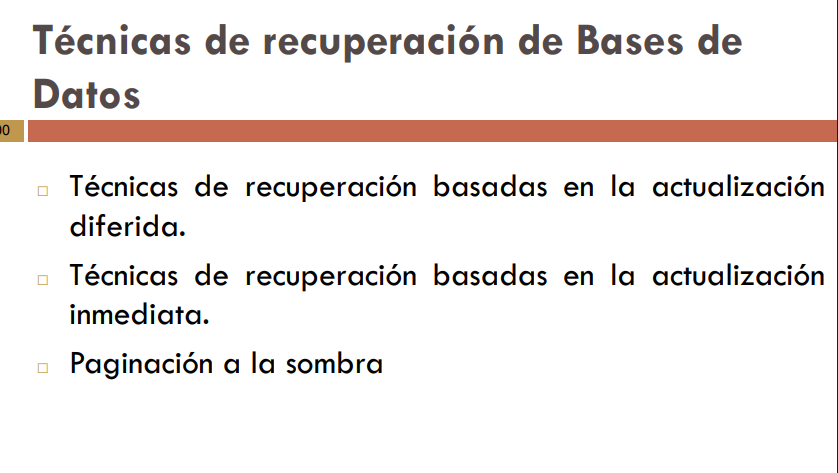 Técnicas de recuperación de Bases de
Datos
Técnicas de recuperación basadas en la actualización
diferida.
Técnicas de recuperación basadas en la actualización
inmediata.
Paginación a la sombra